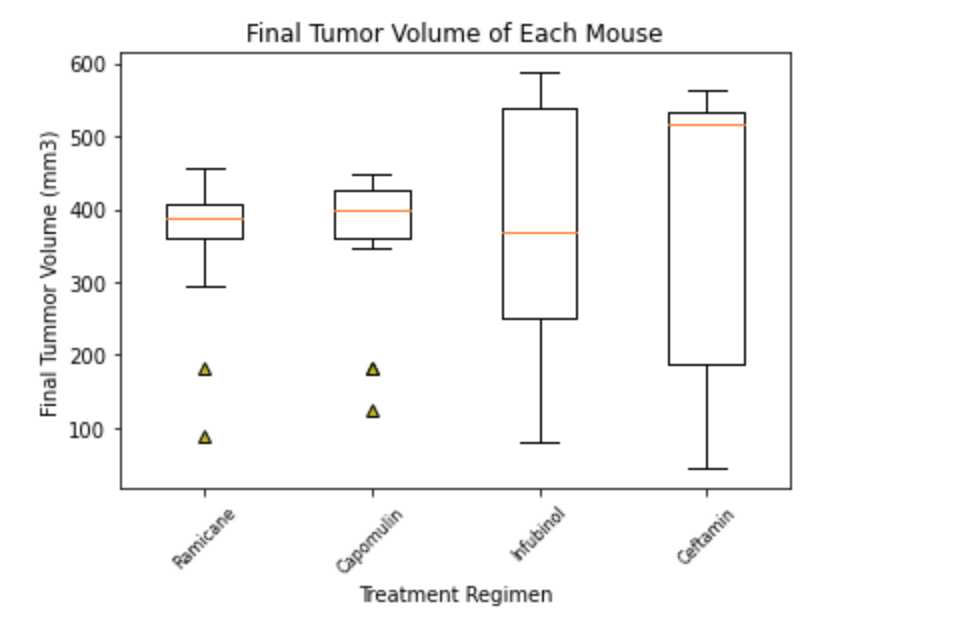 Final Tumor Volume of Each Mouse
Final Tummor Volume (mm3)
600
500
400
300
200
100
Ramicane
Capomulin
Infubinol
Ceftamin
Treatment Regimen